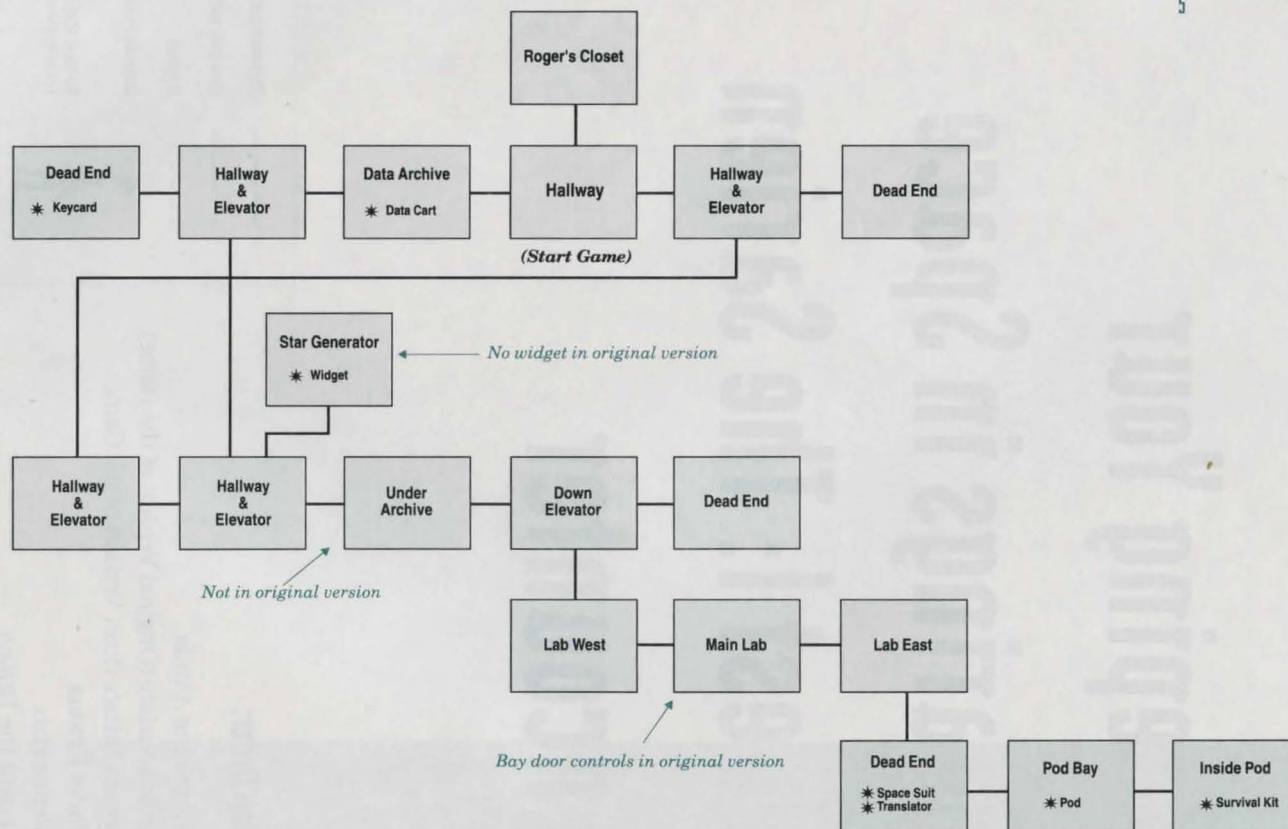 5
Roger's Closet
Dead End
✷ Keycard
Hallway
&
Elevator
Data Archive
✷ Data Cart
Hallway
Hallway
&
Elevator
Dead End
(Start Game)
Star Generator
✷ Widget
No widget in original version
Hallway
&
Elevator
Hallway
&
Elevator
Under
Archive
Down
Elevator
Dead End
Not in original version
Lab West
Main Lab
Lab East
Bay door controls in original version
Dead End
✷ Space Suit
✷ Translator
Pod Bay
✷ Pod
Inside Pod
✷ Survival Kit